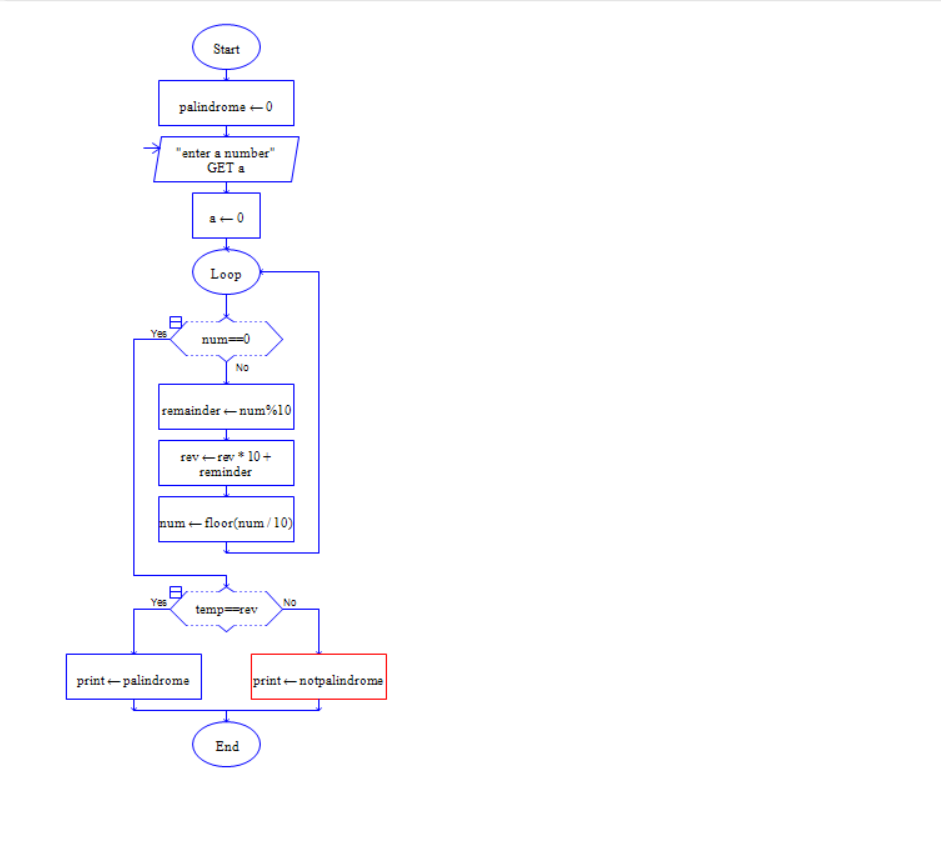 Start
palindrome ← 0
"enter a number"
GET a
a ← 0
Loop
Yes
num==0
No
remainder ← num%10
rev ← rev * 10 +
reminder
num ← floor(num / 10)
Yes
temp==rev
No
print ← palindrome
print ← notpalindrome
End